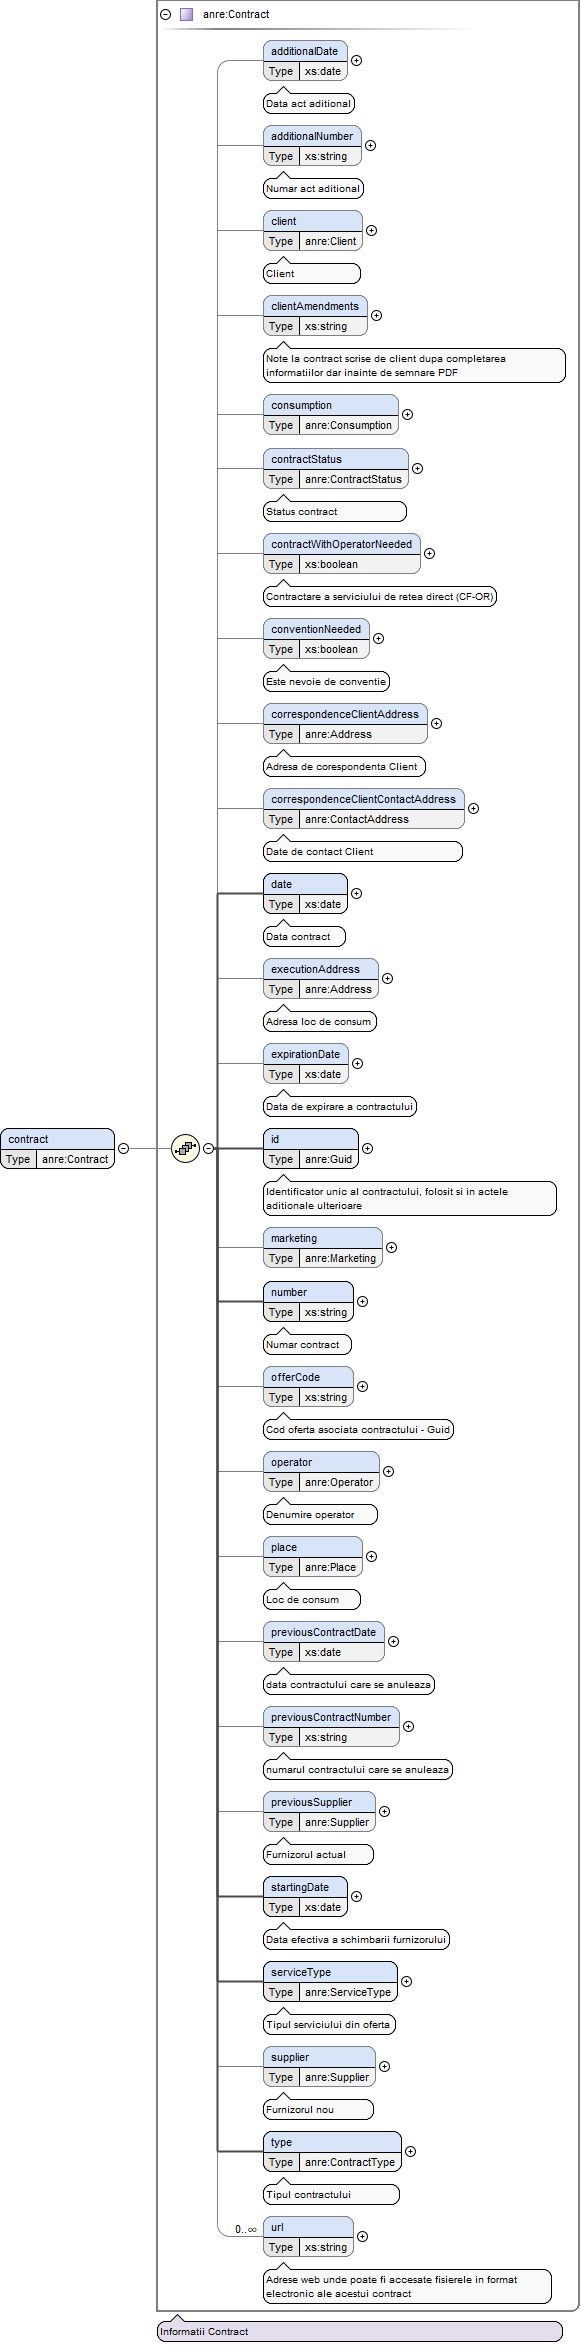 anre:Contract
additionalDate
Type xs:date
Data act aditional
additionalNumber
Type xs:string
Numar act aditional
client
Type anre:Client
Client
clientAmendments
Type xs:string
Note la contract scrise de client dupa completarea
informatiilor dar inainte de semnare PDF
consumption
Type anre:Consumption
contractStatus
Type anre:ContractStatus
Status contract
contractWithOperatorNeeded
Type xs:boolean
Contractare a serviciului de retea direct (CF-OR)
conventionNeeded
Type xs:boolean
Este nevoie de conventie
correspondenceClientAddress
Type anre:Address
Adresa de corespondenta Client
correspondenceClientContactAddress
Type anre:ContactAddress
Date de contact Client
date
Type xs:date
Data contract
executionAddress
Type anre:Address
Adresa loc de consum
expirationDate
Type xs:date
Data de expirare a contractului
contract
Type anre:Contract
id
Type anre:Guid
Identificator unic al contractului, folosit si in actele
aditionale ulterioare
marketing
Type anre:Marketing
number
Type xs:string
Numar contract
offerCode
Type xs:string
Cod oferta asociata contractului - Guid
operator
Type anre:Operator
Denumire operator
place
Type anre:Place
Loc de consum
previousContractDate
Type xs:date
data contractului care se anuleaza
previousContractNumber
Type xs:string
numarul contractului care se anuleaza
previousSupplier
Type anre:Supplier
Furnizorul actual
startingDate
Type xs:date
Data efectiva a schimbarii furnizorului
serviceType
Type anre:ServiceType
Tipul serviciului din oferta
supplier
Type anre:Supplier
Furnizorul nou
type
Type anre:ContractType
Tipul contractului
0..∞
url
Type xs:string
Adrese web unde poate fi accesate fisierele in format
electronic ale acestui contract
Informatii Contract